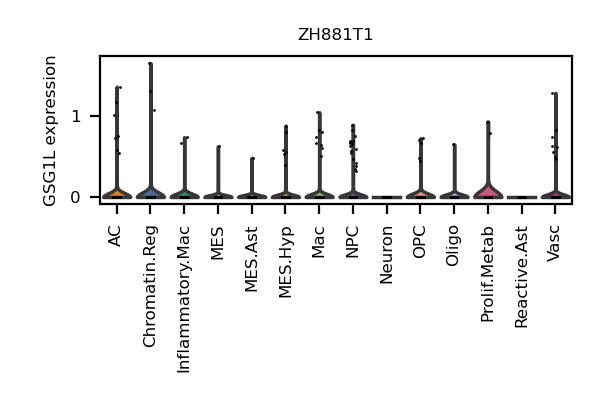 ZH881T1
GSG1L expression
1
0
AC
Chromatin.Reg
Inflammatory.Mac
MES
MES.Ast
MES.Hyp
Mac
NPC
Neuron
OPC
Oligo
Prolif.Metab
Reactive.Ast
Vasc